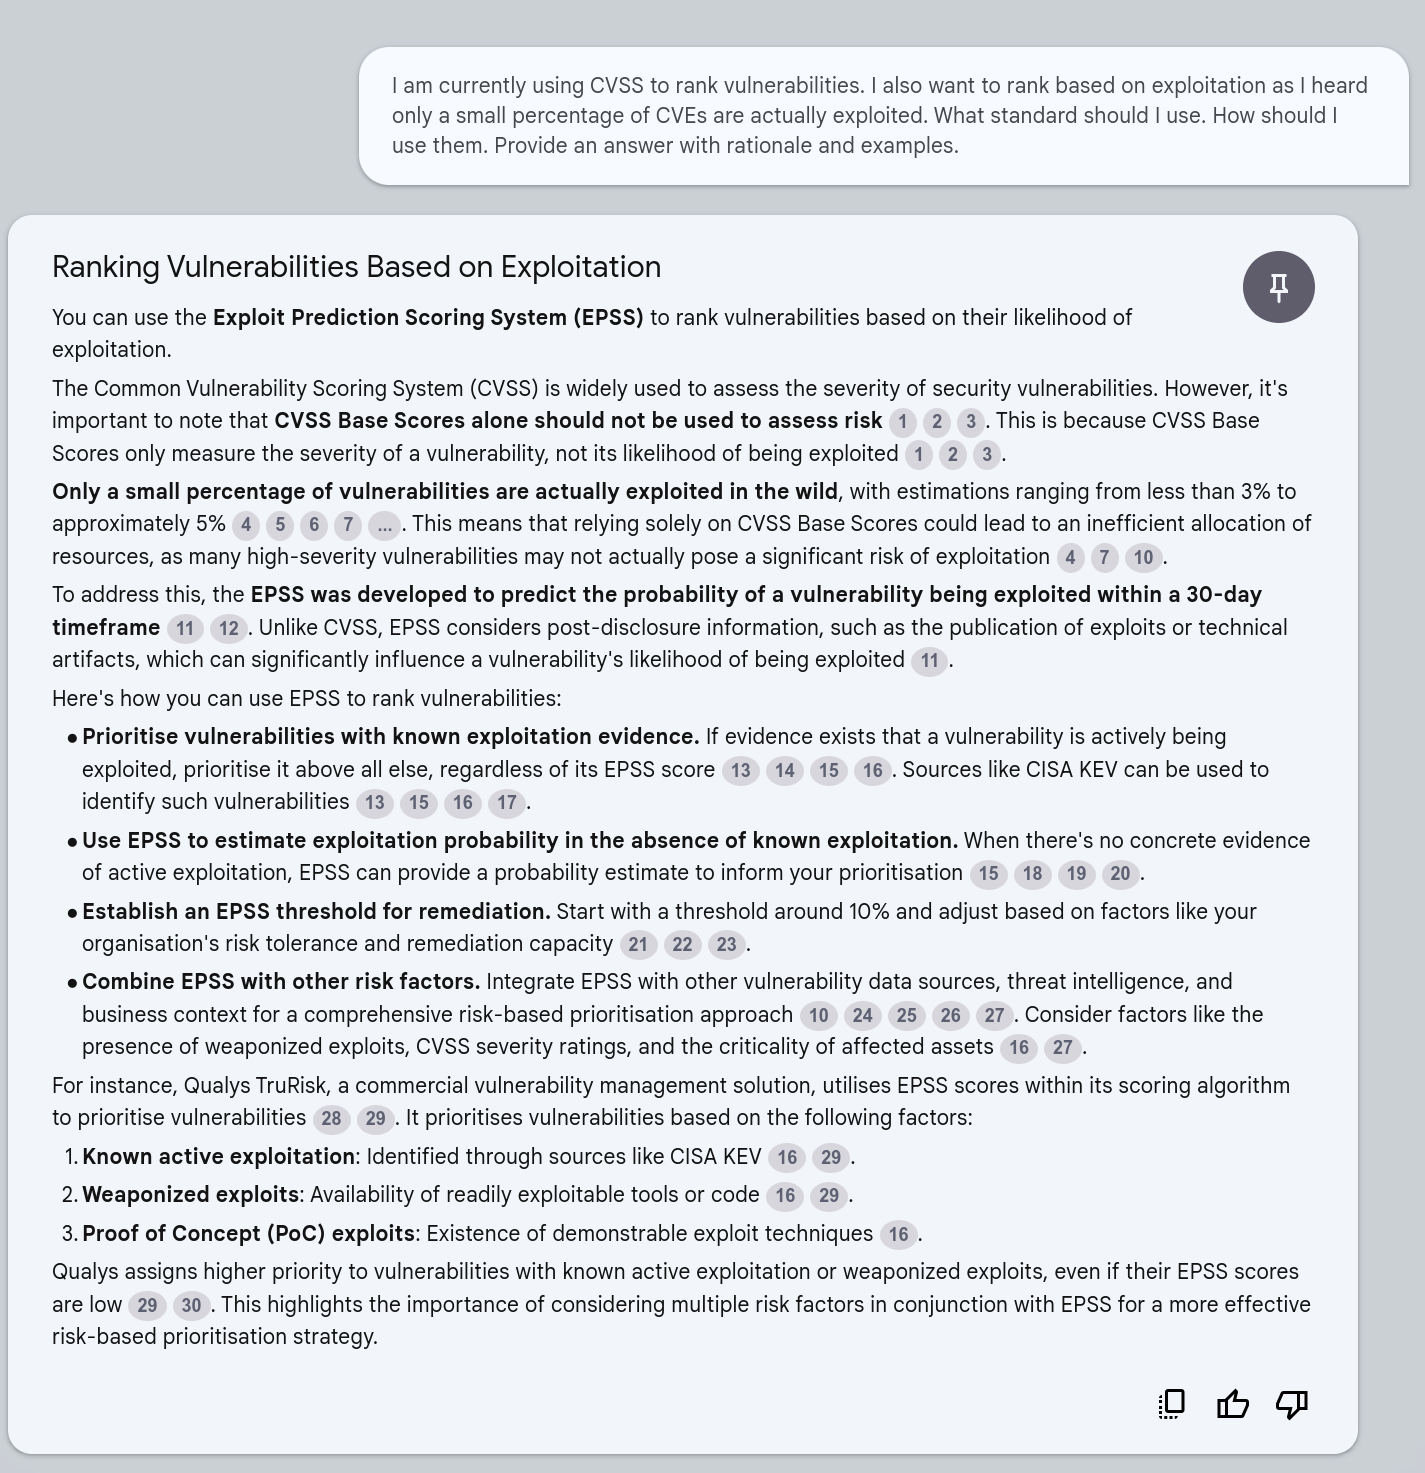 I am currently using CVSS to rank vulnerabilities. I also want to rank based on exploitation as I heard
only a small percentage of CVEs are actually exploited. What standard should I use. How should I
use them. Provide an answer with rationale and examples.
Ranking Vulnerabilities Based on Exploitation
You can use the Exploit Prediction Scoring System (EPSS) to rank vulnerabilities based on their likelihood of
exploitation.
The Common Vulnerability Scoring System (CVSS) is widely used to assess the severity of security vulnerabilities. However, it's
important to note that CVSS Base Scores alone should not be used to assess risk 1 2 3. This is because CVSS Base
Scores only measure the severity of a vulnerability, not its likelihood of being exploited 1 2 3.
Only a small percentage of vulnerabilities are actually exploited in the wild, with estimations ranging from less than 3% to
approximately 5% 4 5 6 7 .... This means that relying solely on CVSS Base Scores could lead to an inefficient allocation of
resources, as many high-severity vulnerabilities may not actually pose a significant risk of exploitation 4 7 10.
To address this, the EPSS was developed to predict the probability of a vulnerability being exploited within a 30-day
timeframe 11 12. Unlike CVSS, EPSS considers post-disclosure information, such as the publication of exploits or technical
artifacts, which can significantly influence a vulnerability's likelihood of being exploited 11.
Here's how you can use EPSS to rank vulnerabilities:
• Prioritise vulnerabilities with known exploitation evidence. If evidence exists that a vulnerability is actively being
exploited, prioritise it above all else, regardless of its EPSS score 13 14 15 16. Sources like CISA KEV can be used to
identify such vulnerabilities 13 15 16 17.
• Use EPSS to estimate exploitation probability in the absence of known exploitation. When there's no concrete evidence
of active exploitation, EPSS can provide a probability estimate to inform your prioritisation 15 18 19 20.
• Establish an EPSS threshold for remediation. Start with a threshold around 10% and adjust based on factors like your
organisation's risk tolerance and remediation capacity 21 22 23.
• Combine EPSS with other risk factors. Integrate EPSS with other vulnerability data sources, threat intelligence, and
business context for a comprehensive risk-based prioritisation approach 10 24 25 26 27. Consider factors like the
presence of weaponized exploits, CVSS severity ratings, and the criticality of affected assets 16 27.
For instance, Qualys TruRisk, a commercial vulnerability management solution, utilises EPSS scores within its scoring algorithm
to prioritise vulnerabilities 28 29. It prioritises vulnerabilities based on the following factors:
1. Known active exploitation: Identified through sources like CISA KEV 16 29.
2. Weaponized exploits: Availability of readily exploitable tools or code 16 29.
3. Proof of Concept (PoC) exploits: Existence of demonstrable exploit techniques 16.
Qualys assigns higher priority to vulnerabilities with known active exploitation or weaponized exploits, even if their EPSS scores
are low 29 30. This highlights the importance of considering multiple risk factors in conjunction with EPSS for a more effective
risk-based prioritisation strategy.